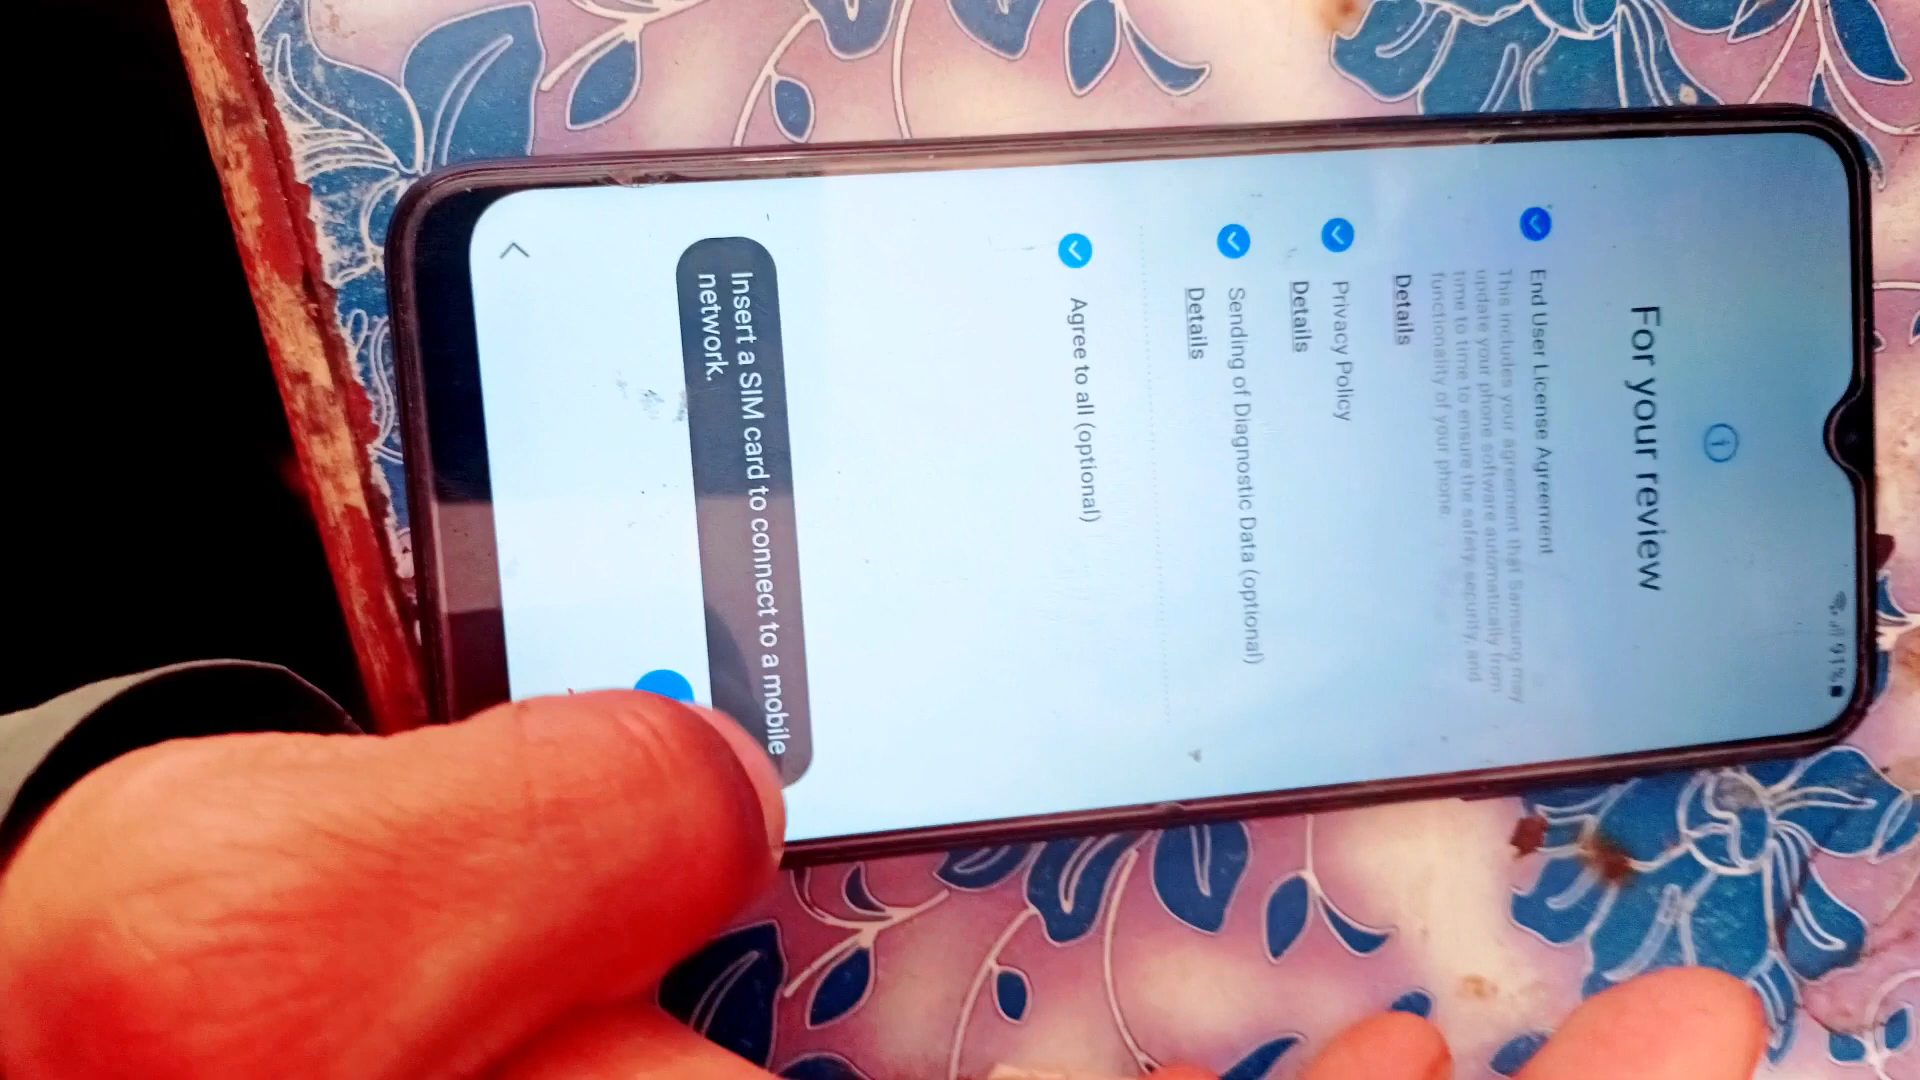 91%
For your review
End User License Agreement
This includes your agreement that Samsung may
update your phone software automatically from
time to time to ensure the safety, security, and
functionality of your phone.
Details
Privacy Policy
Details
Sending of Diagnostic Data (optional)
Details
Agree to all (optional)
Insert a SIM card to connect to a mobile
network.